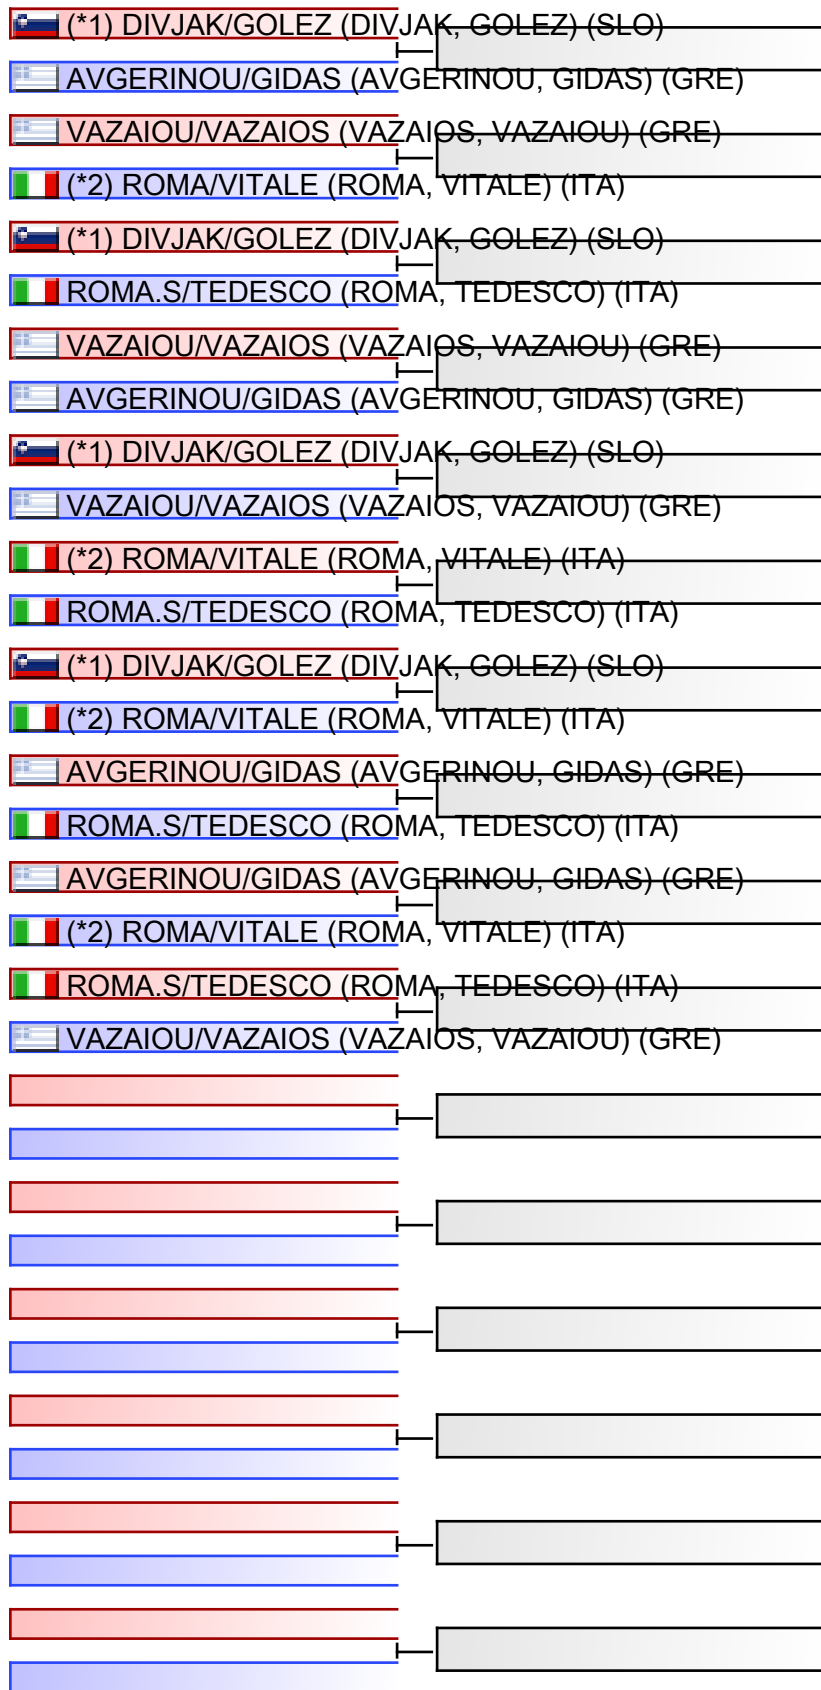 (*1) DIVJAK/GOLEZ (DIVJAK, GOLEZ) (SLO)
AVGERINOU/GIDAS (AVGERINOU, GIDAS) (GRE)
VAZAIOU/VAZAIOS (VAZAIOS, VAZAIOU) (GRE)
(*2) ROMA/VITALE (ROMA, VITALE) (ITA)
(*1) DIVJAK/GOLEZ (DIVJAK, GOLEZ) (SLO)
ROMA.S/TEDESCO (ROMA, TEDESCO) (ITA)
VAZAIOU/VAZAIOS (VAZAIOS, VAZAIOU) (GRE)
AVGERINOU/GIDAS (AVGERINOU, GIDAS) (GRE)
(*1) DIVJAK/GOLEZ (DIVJAK, GOLEZ) (SLO)
VAZAIOU/VAZAIOS (VAZAIOS, VAZAIOU) (GRE)
(*2) ROMA/VITALE (ROMA, VITALE) (ITA)
ROMA.S/TEDESCO (ROMA, TEDESCO) (ITA)
(*1) DIVJAK/GOLEZ (DIVJAK, GOLEZ) (SLO)
(*2) ROMA/VITALE (ROMA, VITALE) (ITA)
AVGERINOU/GIDAS (AVGERINOU, GIDAS) (GRE)
ROMA.S/TEDESCO (ROMA, TEDESCO) (ITA)
AVGERINOU/GIDAS (AVGERINOU, GIDAS) (GRE)
(*2) ROMA/VITALE (ROMA, VITALE) (ITA)
ROMA.S/TEDESCO (ROMA, TEDESCO) (ITA)
VAZAIOU/VAZAIOS (VAZAIOS, VAZAIOU) (GRE)